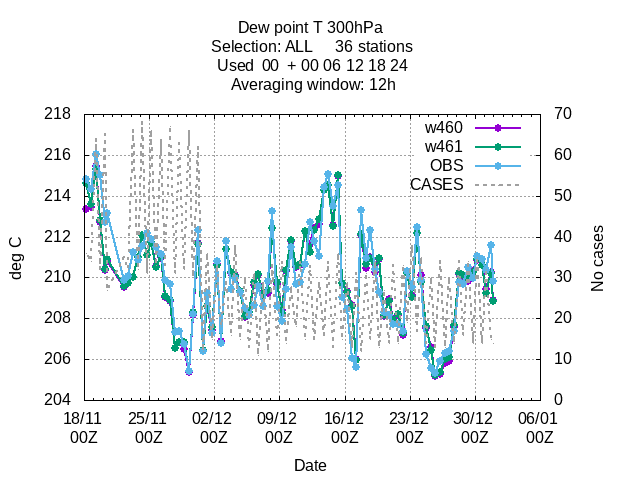 Dew point T 300hPa
Selection: ALL     36 stations
Used  00  + 00 06 12 18 24
Averaging window: 12h
218 70
w460
w461
OBS
CASES
216 60
214 50
212 40
210 30
208 20
206 10
204 0
deg C
No cases
18/11 25/11 02/12 09/12 16/12 23/12 30/12 06/01
00Z 00Z 00Z 00Z 00Z 00Z 00Z 00Z
Date